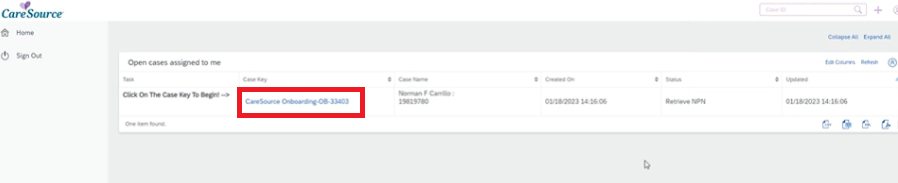 CareSource
Case ID
Home
Sign Out
Collapse All Expand All
Open cases assigned to me
Edit Columns Refresh
Task Case Key Case Name Created On Status Updated
Click On The Case Key To Begin! --> CareSource Onboarding-OB-33403 Norman F Carrillo : 01/18/2023 14:16:06 Retrieve NPN 01/18/2023 14:16:06
19819780
One item found.